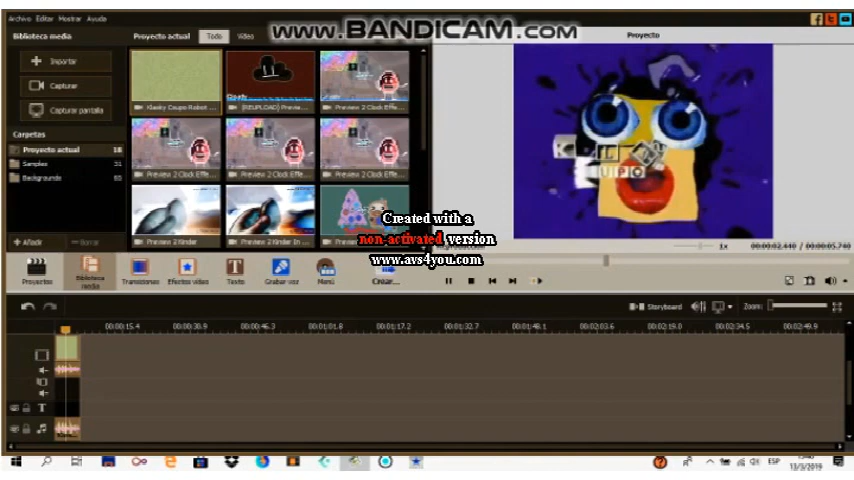 Archivo Editar Mostrar Ayuda
www.BANDICAM.com
Biblioteca media
Proyecto actual
Todo
Video
Proyecto
Importar
Capturar
Capturar pantalla
Carpetas
Proyecto actual 18
Samples 31
Backgrounds
Klasky Csupo Robot ...
(REUPLOAD) Previe...
Preview 2 Clock Effe...
Preview 2 Clock Effe...
Preview 2 Clock Effe...
Preview 2 Clock Effe...
Preview 2 Kinder
Preview 2 Kinder In ...
Añadir
Borrar
Created with a
non-activated version
www.avs4you.com
1x
00:00:02.440 / 00:00:05.740
Proyectos
Biblioteca media
Transiciones
Efectos video
Texto
Grabar voz
Menú
Crear...
Storyboard
Zoom:
00:00:15.4 00:00:30.9 00:00:46.3 00:01:01.8 00:01:17.2 00:01:32.7 00:01:48.1 00:02:03.6 00:02:19.0 00:02:34.5 00:02:49.9
T
ESP
13/3/2019